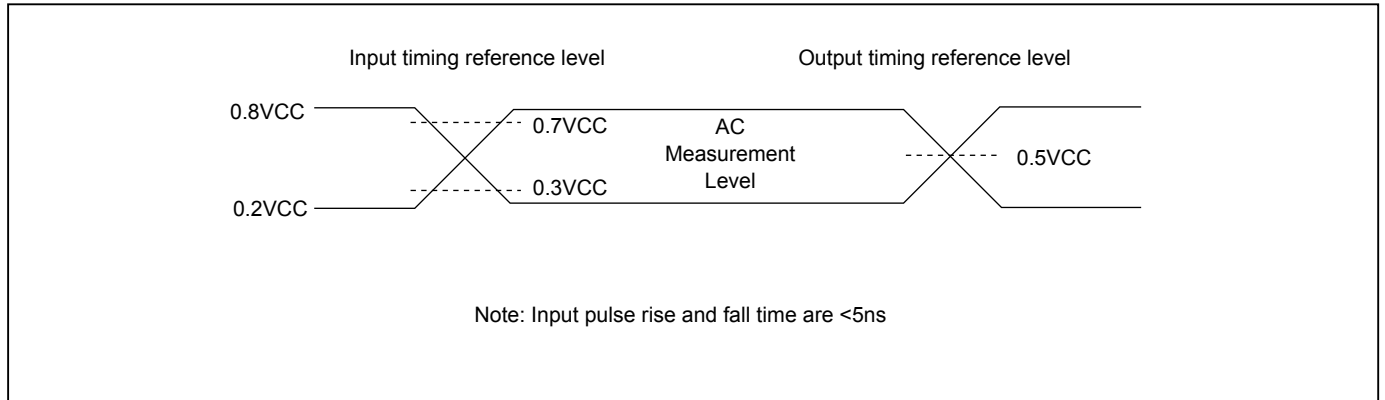 Input timing reference level
Output timing reference level
0.8VCC
0.7VCC
AC
Measurement
Level
0.5VCC
0.3VCC
0.2VCC
Note: Input pulse rise and fall time are <5ns